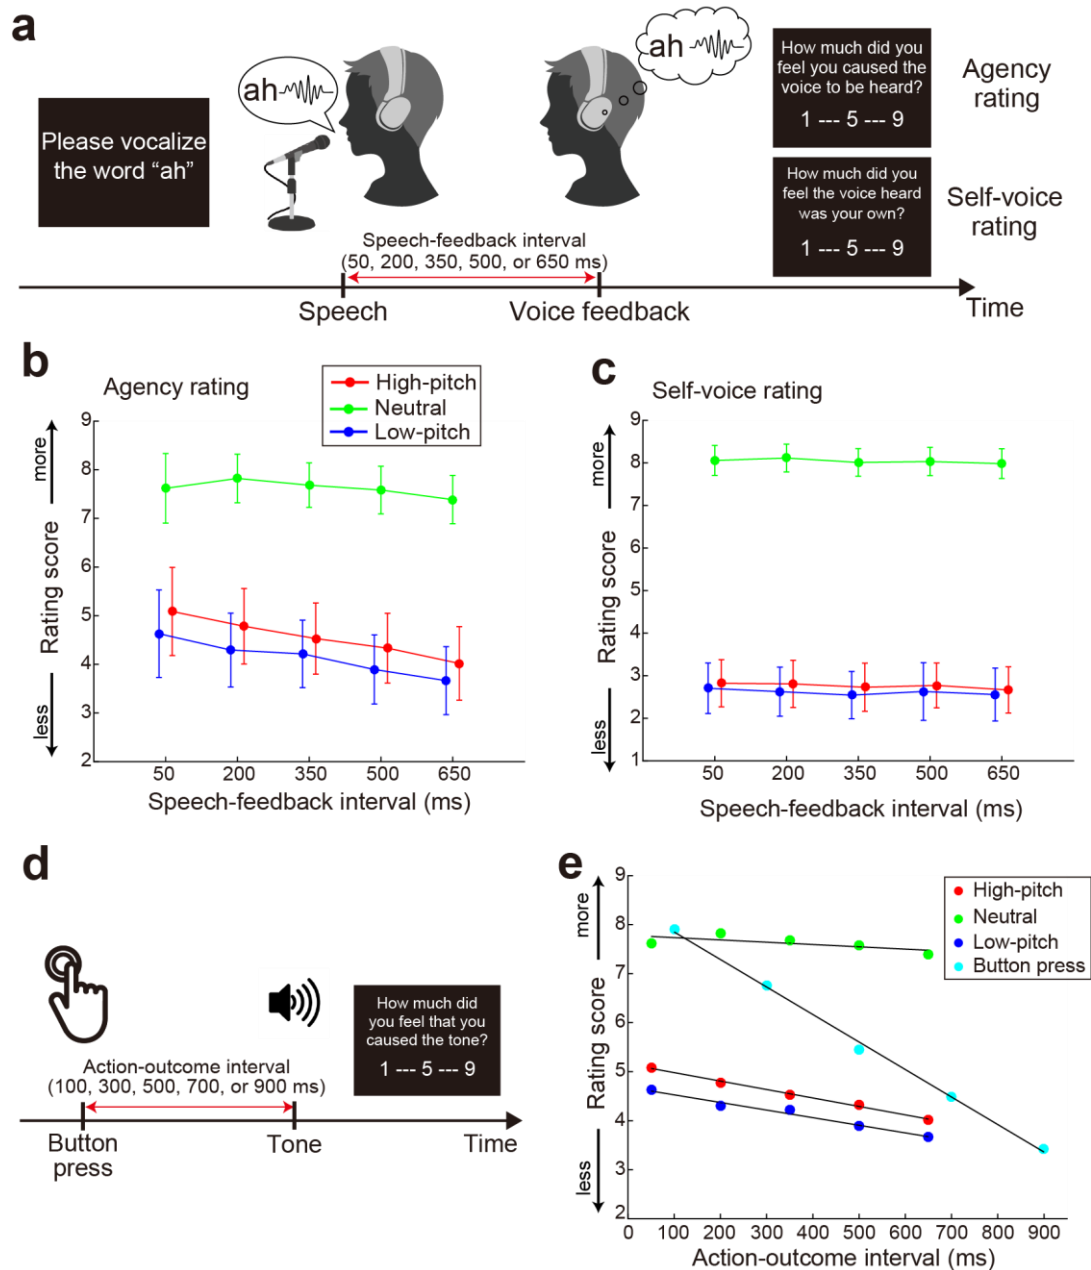 a
Please vocalize
the word "ah"
ah
ah
How much did you
feel you caused the
voice to be heard?
1 --- 5 --- 9
Agency
rating
How much did you
feel the voice heard
was your own?
1 --- 5 --- 9
Self-voice
rating
Speech-feedback interval
(50, 200, 350, 500, or 650 ms)
Speech
Voice feedback
Time
b
Agency rating
High-pitch
Neutral
Low-pitch
more
Rating score
less
9
8
7
6
5
4
3
2
50
200
350
500
650
Speech-feedback interval (ms)
c
Self-voice rating
more
Rating score
less
9
8
7
6
5
4
3
2
1
50
200
350
500
650
Speech-feedback interval (ms)
d
How much did
you feel that you
caused the tone?
1 --- 5 --- 9
Action-outcome interval
(100, 300, 500, 700, or 900 ms)
Button
press
Tone
Time
e
High-pitch
Neutral
Low-pitch
Button press
more
Rating score
less
9
8
7
6
5
4
3
2
0
100
200
300
400
500
600
700
800
900
Action-outcome interval (ms)